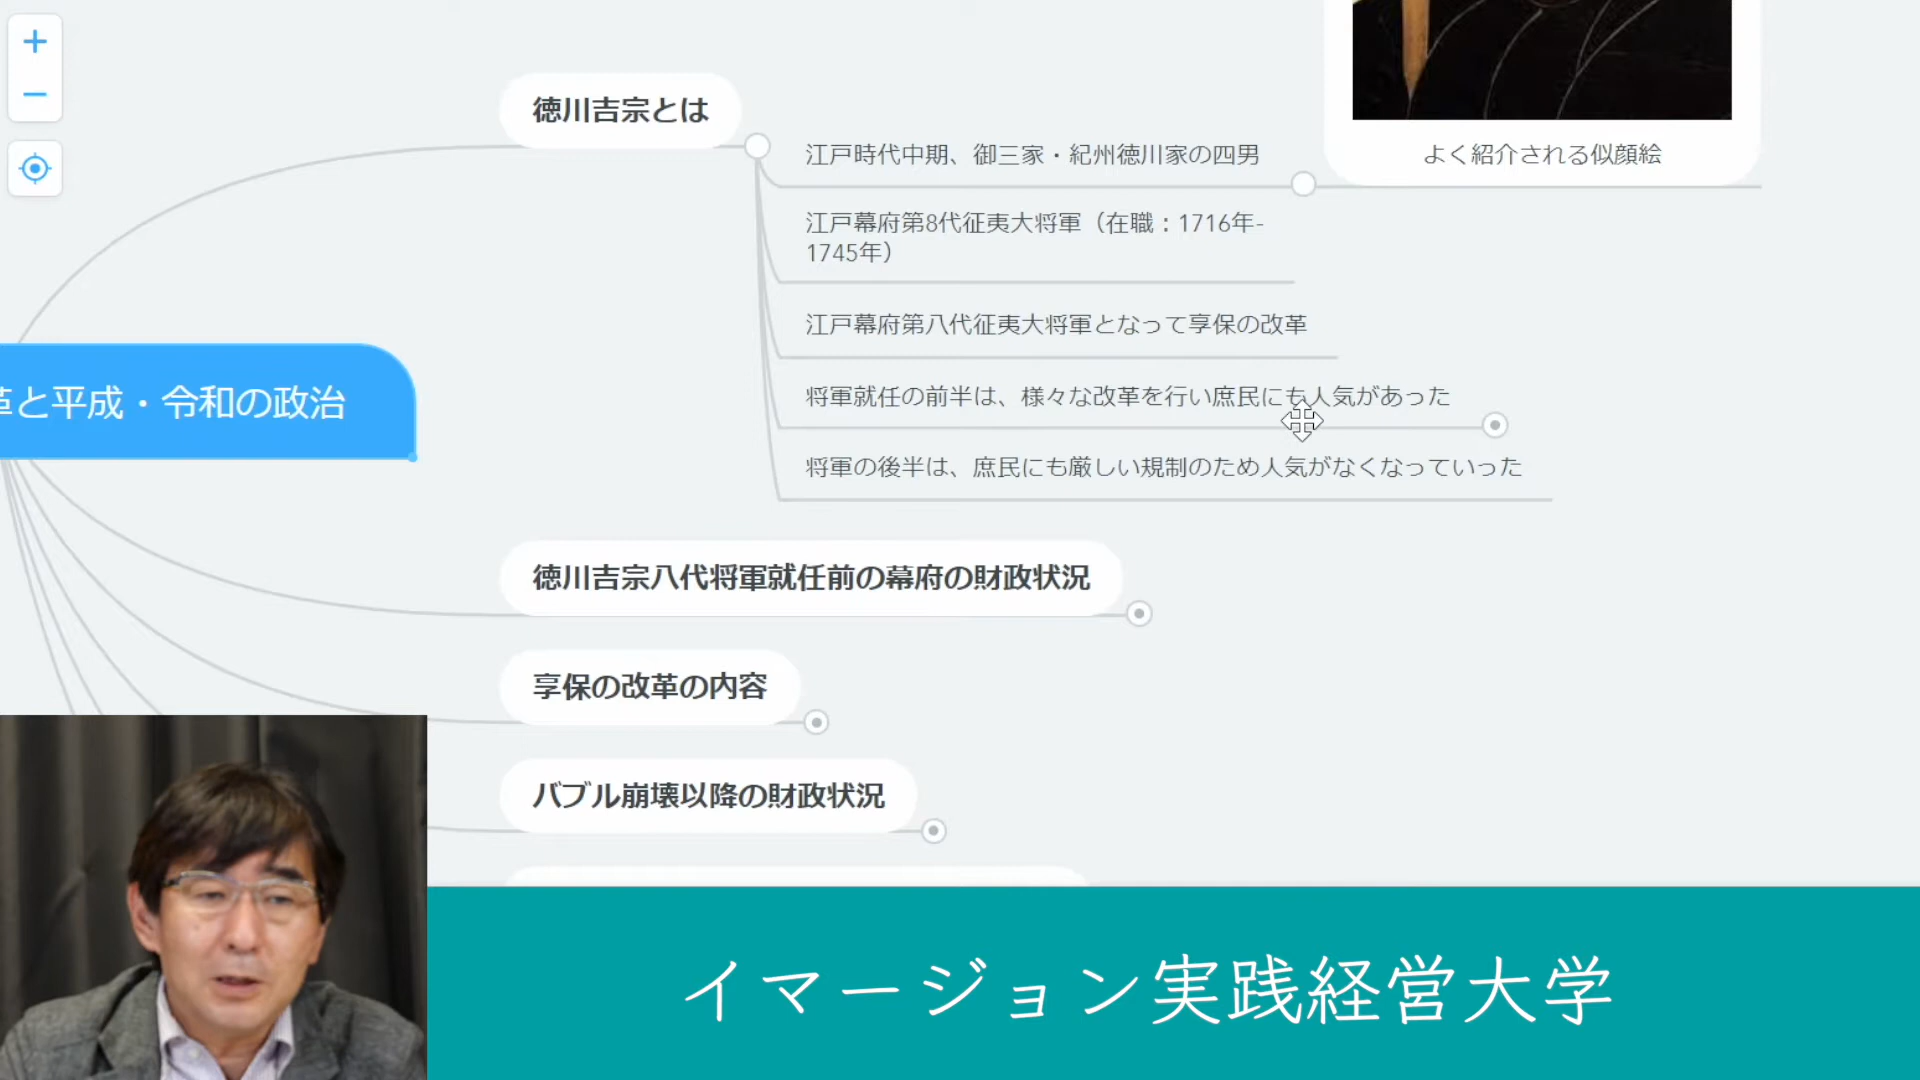 徳川吉宗とは
江戸時代中期、御三家・紀州徳川家の四男
よく紹介される似顔絵
江戸幕府第8代征夷大将軍（在職：1716年-
1745年）
江戸幕府第八代征夷大将軍となって享保の改革
将軍就任の前半は、様々な改革を行い庶民にも人気があった
将軍の後半は、庶民にも厳しい規制のため人気がなくなっていった
革と平成・令和の政治
徳川吉宗八代将軍就任前の幕府の財政状況
享保の改革の内容
バブル崩壊以降の財政状況
イマージョン実践経営大学